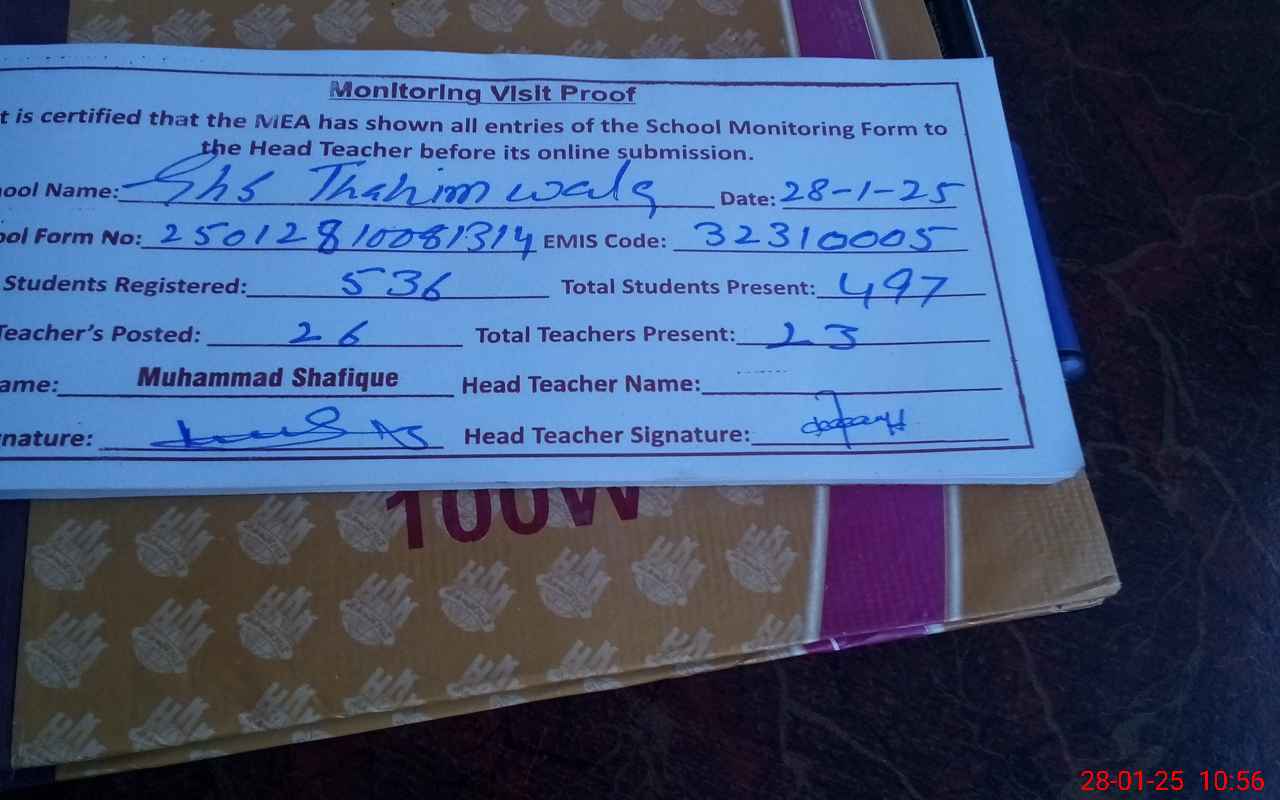 Monitoring Visit Proof
t is certified that the MEA has shown all entries of the School Monitoring Form to
the Head Teacher before its online submission.
ool Name: Ghs Thahim wala Date: 28-1-25
ool Form No: 25012810081314 EMIS Code: 32310005
Students Registered: 536 Total Students Present: 497
Teacher's Posted: 26 Total Teachers Present: 23
ame: Muhammad Shafique Head Teacher Name:
nature: Head Teacher Signature:
100W
28-01-25 10:56